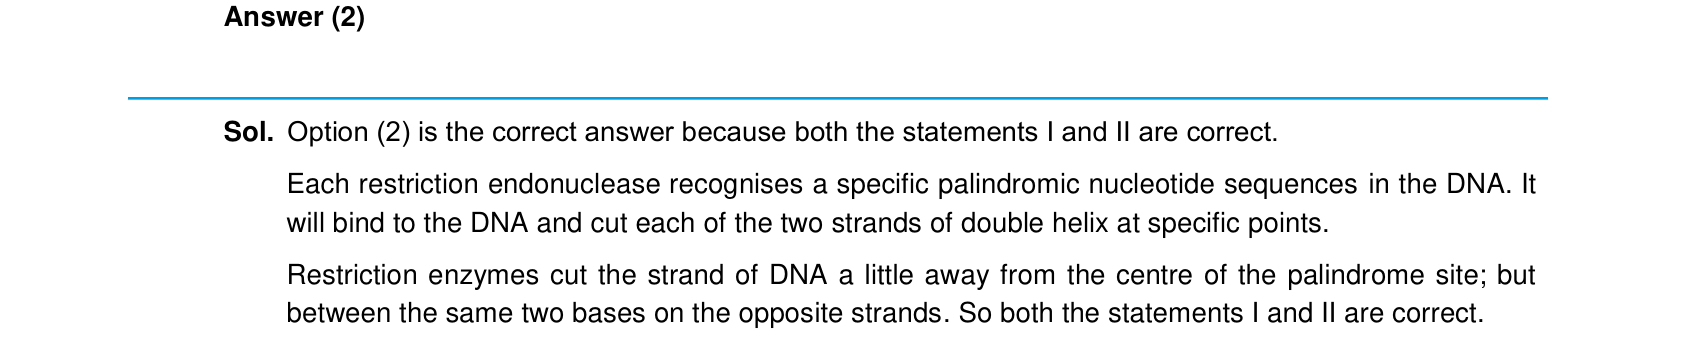 Answer (2)
Sol. Option (2) is the correct answer because both the statements I and II are correct.
Each restriction endonuclease recognises a specific palindromic nucleotide sequences in the DNA. It
will bind to the DNA and cut each of the two strands of double helix at specific points.
Restriction enzymes cut the strand of DNA a little away from the centre of the palindrome site; but
between the same two bases on the opposite strands. So both the statements I and II are correct.